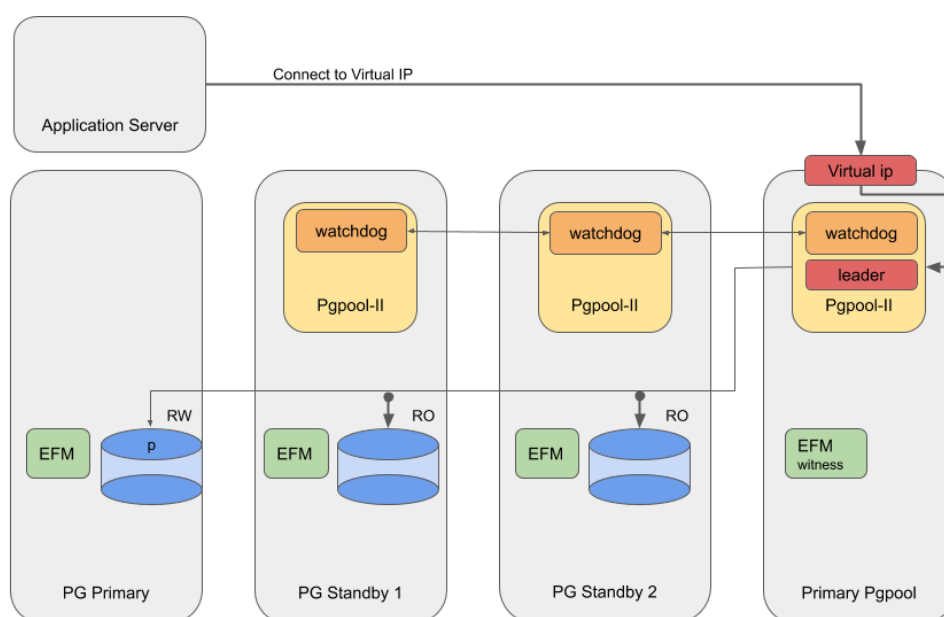 Connect to Virtual IP
Application Server
Virtual ip
watchdog
watchdog
watchdog
leader
Pgpool-II
Pgpool-II
Pgpool-II
RW
RO
RO
EFM
p
EFM
EFM
EFM
witness
PG Primary
PG Standby 1
PG Standby 2
Primary Pgpool